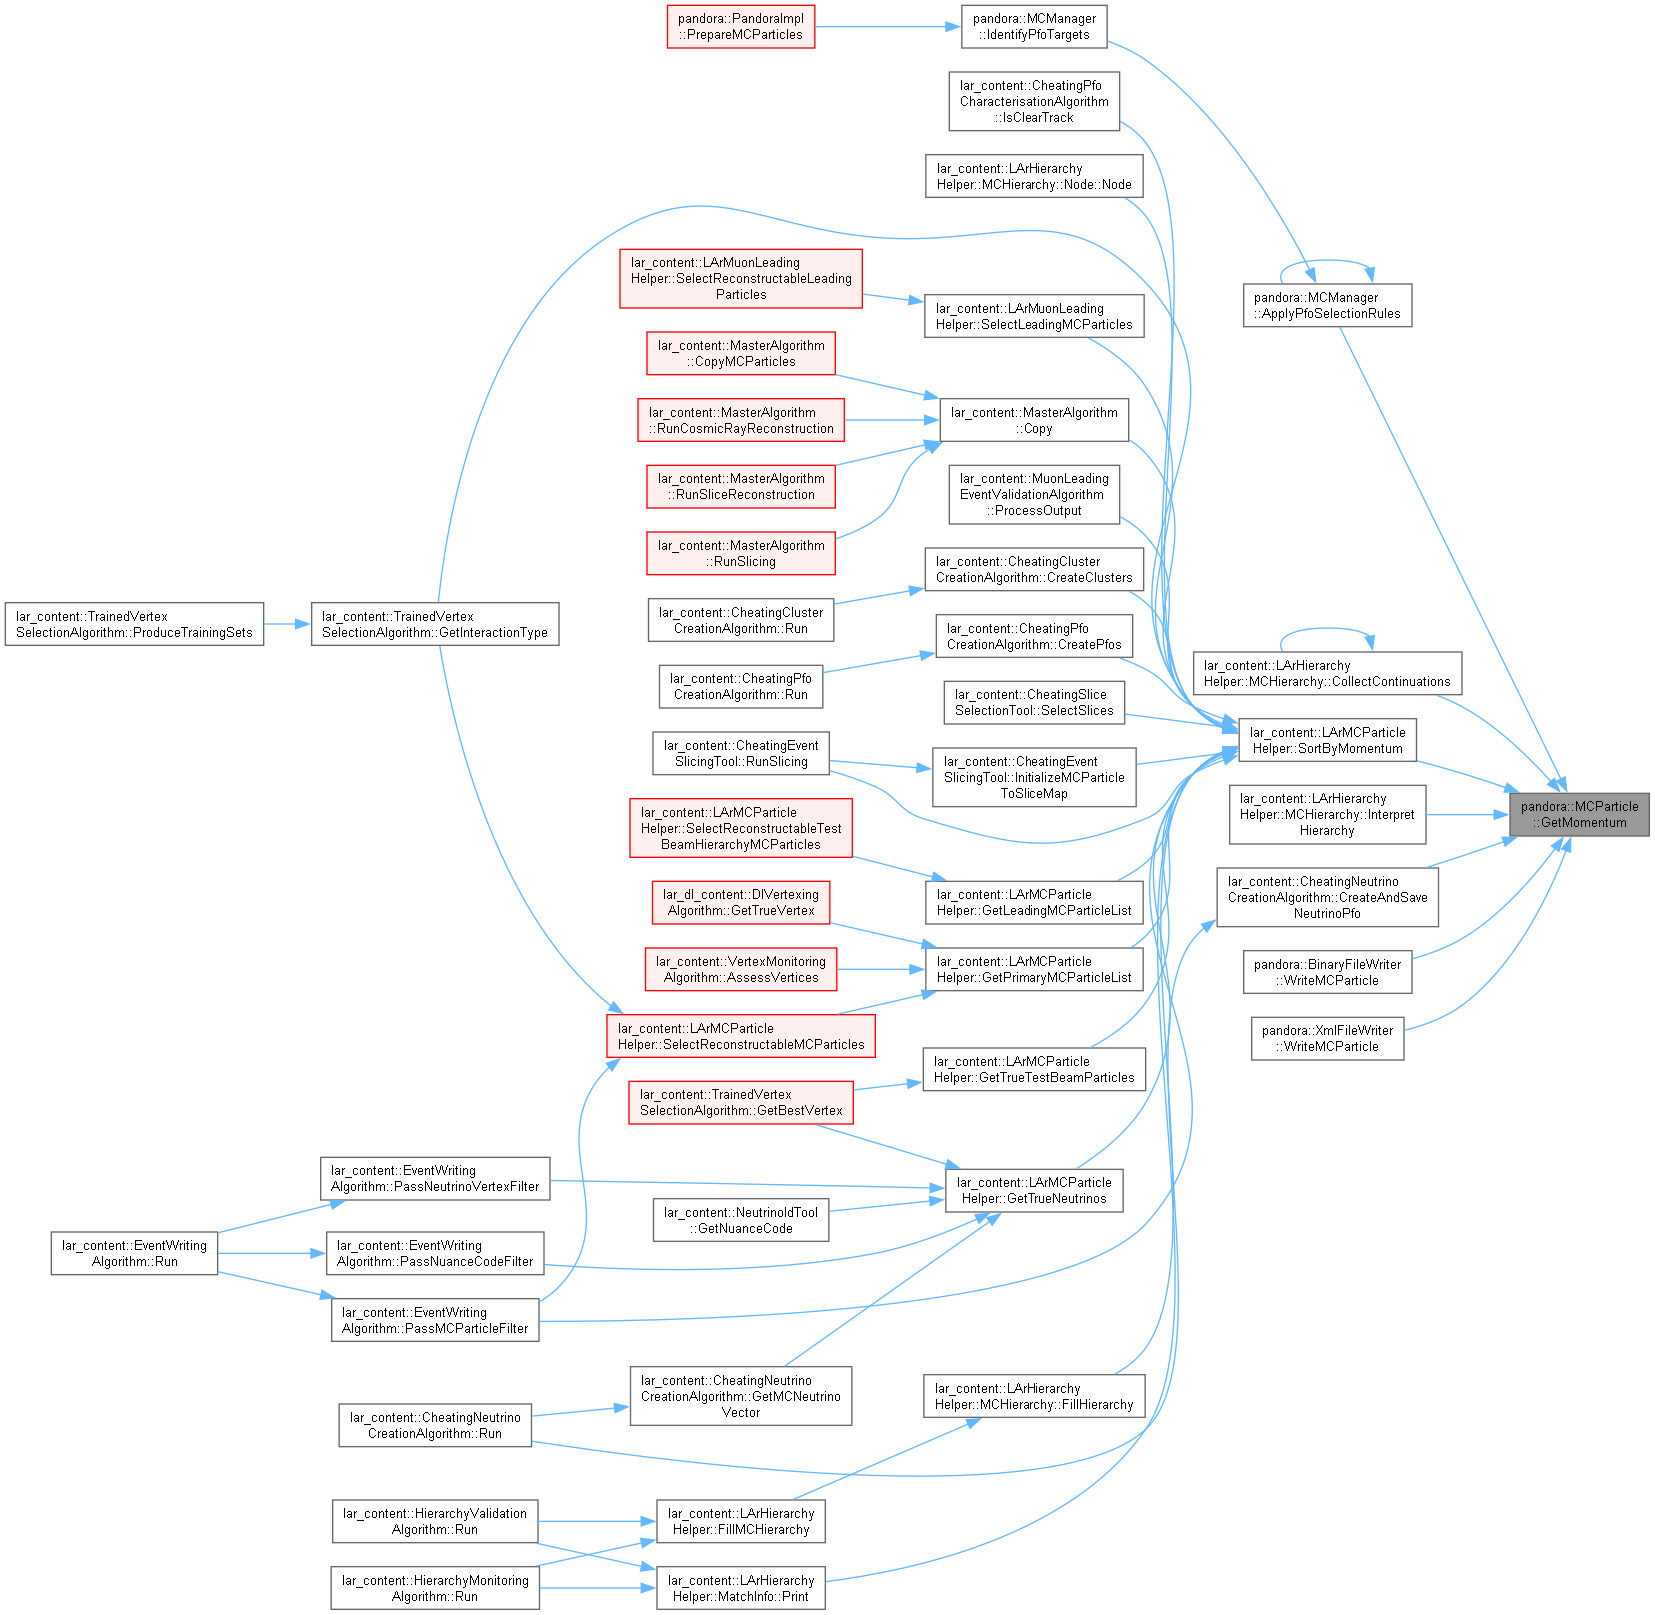 pandora::PandoraImpl
::PrepareMCParticles
pandora::MCManager
::IdentifyPfoTargets
lar_content::CheatingPfo
CharacterisationAlgorithm
::IsClearTrack
lar_content::LArHierarchy
Helper::MCHierarchy::Node::Node
lar_content::LArMuonLeading
Helper::SelectReconstructableLeading
Particles
pandora::MCManager
::ApplyPfoSelectionRules
lar_content::LArMuonLeading
Helper::SelectLeadingMCParticles
lar_content::MasterAlgorithm
::CopyMCParticles
lar_content::MasterAlgorithm
::RunCosmicRayReconstruction
lar_content::MasterAlgorithm
::Copy
lar_content::MasterAlgorithm
::RunSliceReconstruction
lar_content::MuonLeading
EventValidationAlgorithm
::ProcessOutput
lar_content::MasterAlgorithm
::RunSlicing
lar_content::CheatingCluster
CreationAlgorithm::CreateClusters
lar_content::TrainedVertex
SelectionAlgorithm::ProduceTrainingSets
lar_content::TrainedVertex
SelectionAlgorithm::GetInteractionType
lar_content::CheatingCluster
CreationAlgorithm::Run
lar_content::CheatingPfo
CreationAlgorithm::CreatePfos
lar_content::CheatingPfo
CreationAlgorithm::Run
lar_content::LArHierarchy
Helper::MCHierarchy::CollectContinuations
lar_content::CheatingSlice
SelectionTool::SelectSlices
lar_content::LArMCParticle
Helper::SortByMomentum
lar_content::CheatingEvent
SlicingTool::RunSlicing
lar_content::CheatingEvent
SlicingTool::InitializeMCParticle
ToSliceMap
lar_content::LArHierarchy
Helper::MCHierarchy::Interpret
Hierarchy
pandora::MCParticle
::GetMomentum
lar_content::LArMCParticle
Helper::SelectReconstructableTest
BeamHierarchyMCParticles
lar_content::CheatingNeutrino
CreationAlgorithm::CreateAndSave
NeutrinoPfo
lar_dl_content::DlVertexing
Algorithm::GetTrueVertex
lar_content::LArMCParticle
Helper::GetLeadingMCParticleList
lar_content::VertexMonitoring
Algorithm::AssessVertices
lar_content::LArMCParticle
Helper::GetPrimaryMCParticleList
pandora::BinaryFileWriter
::WriteMCParticle
lar_content::LArMCParticle
Helper::SelectReconstructableMCParticles
pandora::XmlFileWriter
::WriteMCParticle
lar_content::LArMCParticle
Helper::GetTrueTestBeamParticles
lar_content::TrainedVertex
SelectionAlgorithm::GetBestVertex
lar_content::EventWriting
Algorithm::PassNeutrinoVertexFilter
lar_content::LArMCParticle
Helper::GetTrueNeutrinos
lar_content::NeutrinoIdTool
::GetNuanceCode
lar_content::EventWriting
Algorithm::Run
lar_content::EventWriting
Algorithm::PassNuanceCodeFilter
lar_content::EventWriting
Algorithm::PassMCParticleFilter
lar_content::CheatingNeutrino
CreationAlgorithm::GetMCNeutrino
Vector
lar_content::LArHierarchy
Helper::MCHierarchy::FillHierarchy
lar_content::CheatingNeutrino
CreationAlgorithm::Run
lar_content::HierarchyValidation
Algorithm::Run
lar_content::LArHierarchy
Helper::FillMCHierarchy
lar_content::HierarchyMonitoring
Algorithm::Run
lar_content::LArHierarchy
Helper::MatchInfo::Print